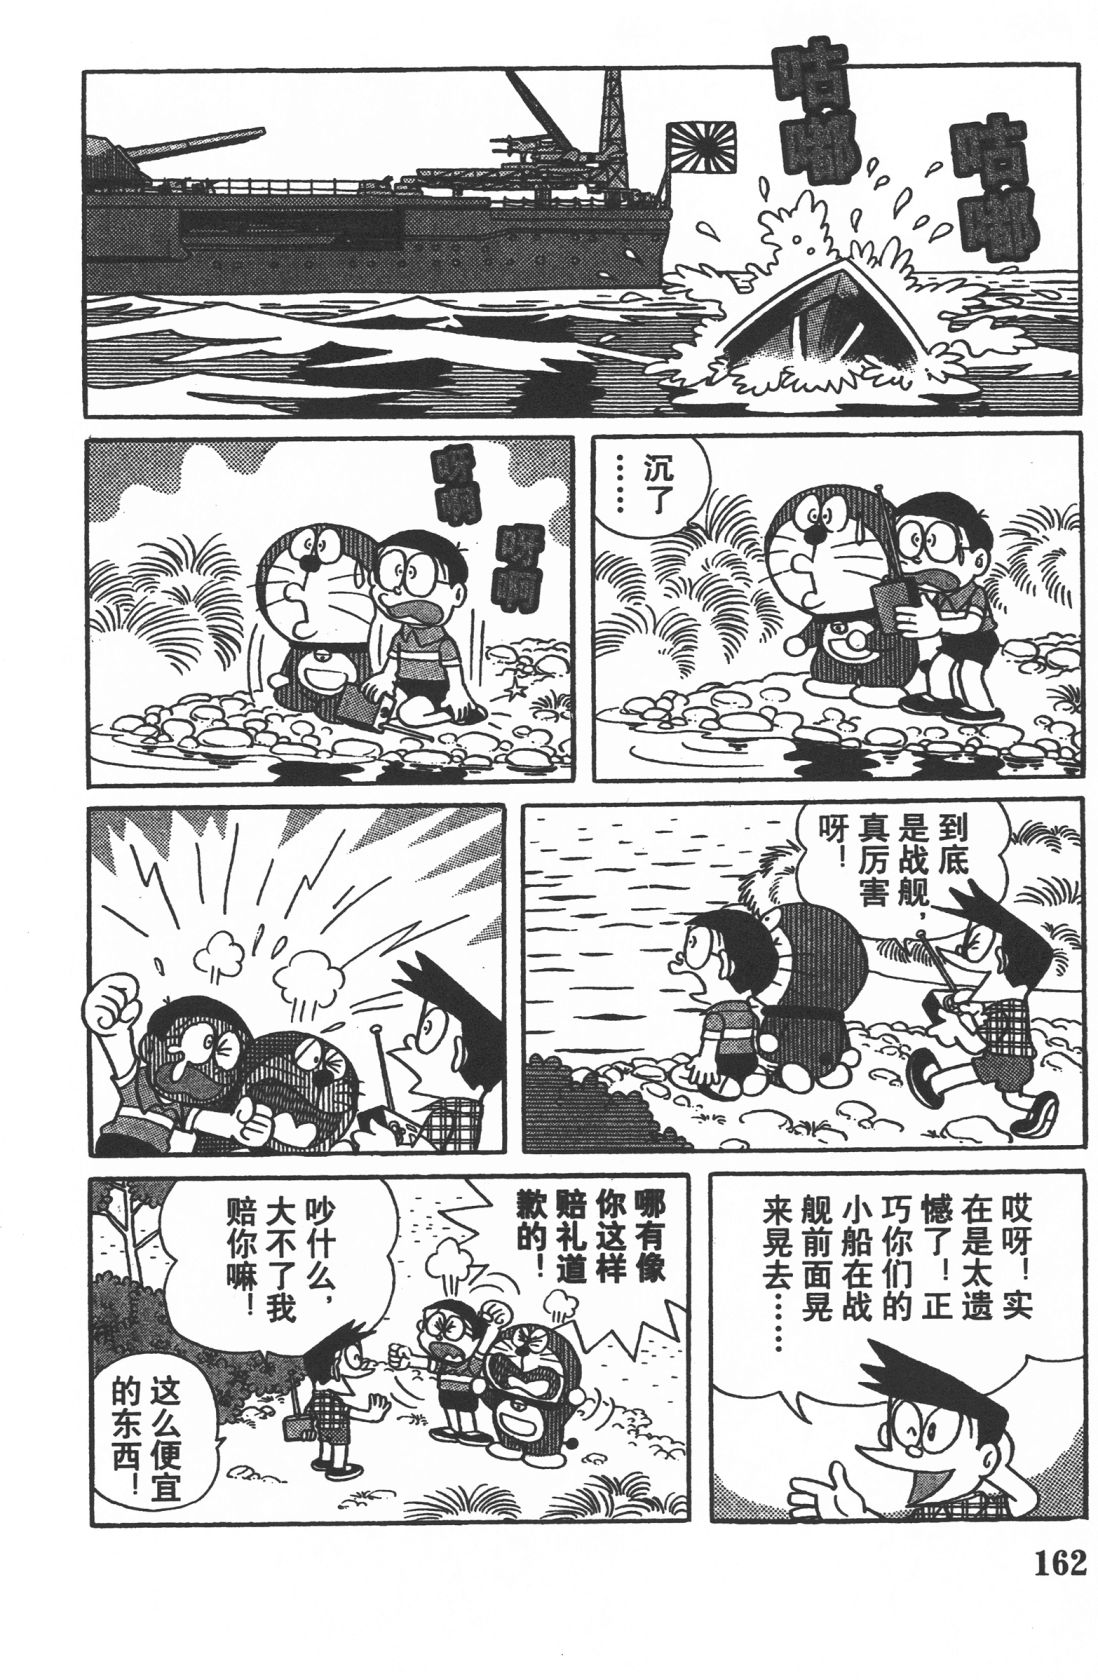 咕嘟
咕嘟
沉了
……
呀啊
呀啊
到底
是战舰，
真厉害
呀！
哎呀！实
在是太遗
憾了！正
巧你们的
小船在战
舰前面晃
来晃去……
哪有像
你这样
赔礼道
歉的！
吵什么，
大不了我
赔你嘛！
这么便宜
的东西！
162